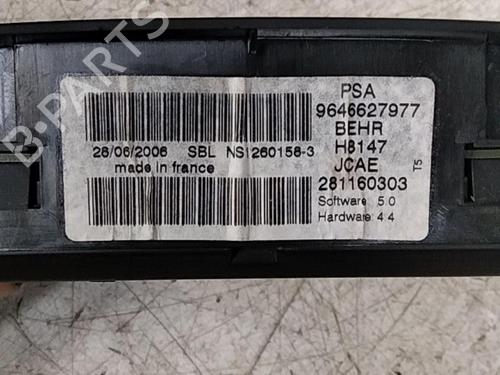 B-PARTS
PSA
9646627977
BEHR
H8147
JCAE
281160303
T5
Software: 5.0
Hardware: 4.4
28/06/2006 SBL NS1260158-3
made in france